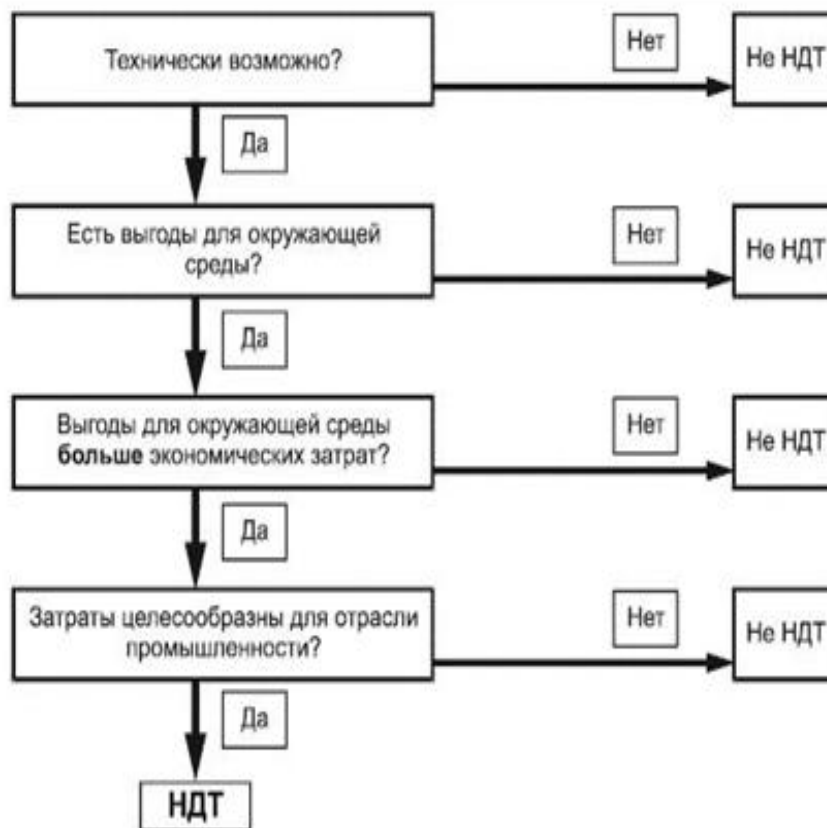 Технически возможно?
Нет
Не НДТ
Да
Есть выгоды для окружающей
среды?
Нет
Не НДТ
Да
Выгоды для окружающей среды
больше экономических затрат?
Нет
Не НДТ
Да
Затраты целесообразны для отрасли
промышленности?
Нет
Не НДТ
Да
НДТ